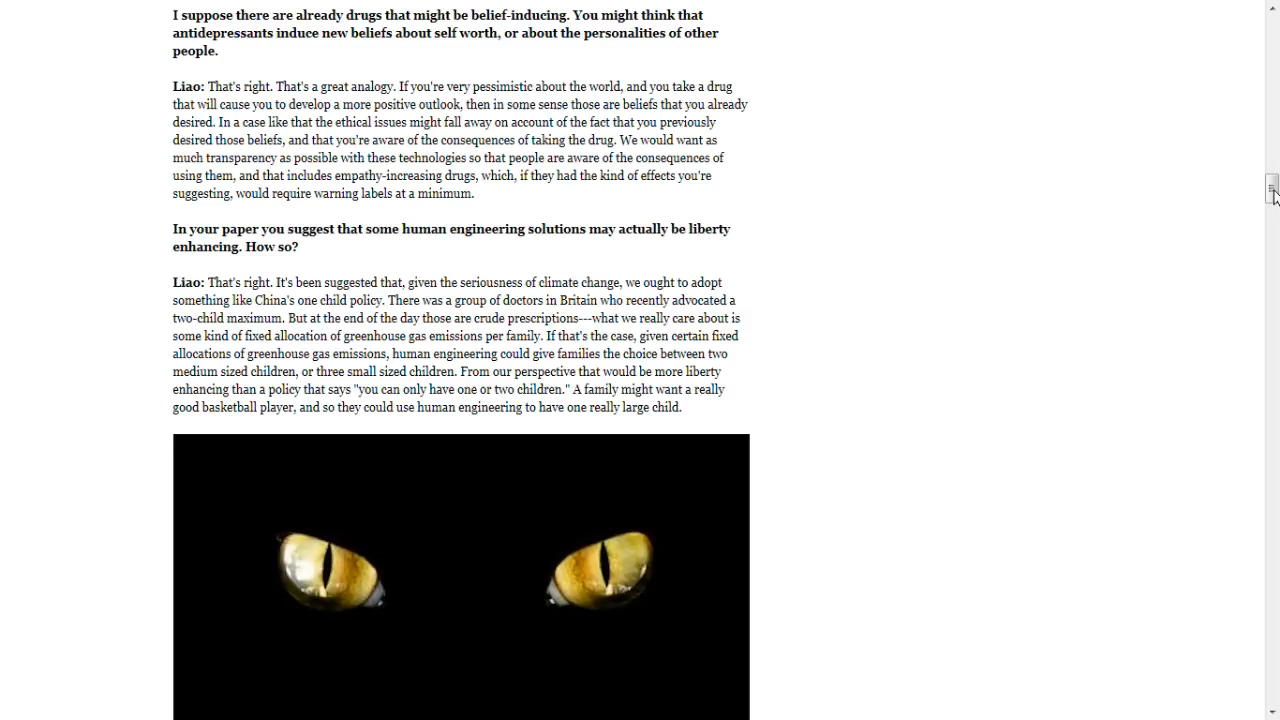 I suppose there are already drugs that might be belief-inducing. You might think that
antidepressants induce new beliefs about self worth, or about the personalities of other
people.
Liao: That's right. That's a great analogy. If you're very pessimistic about the world, and you take a drug
that will cause you to develop a more positive outlook, then in some sense those are beliefs that you already
desired. In a case like that the ethical issues might fall away on account of the fact that you previously
desired those beliefs, and that you're aware of the consequences of taking the drug. We would want as
much transparency as possible with these technologies so that people are aware of the consequences of
using them, and that includes empathy-increasing drugs, which, if they had the kind of effects you're
suggesting, would require warning labels at a minimum.
In your paper you suggest that some human engineering solutions may actually be liberty
enhancing. How so?
Liao: That's right. It's been suggested that, given the seriousness of climate change, we ought to adopt
something like China's one child policy. There was a group of doctors in Britain who recently advocated a
two-child maximum. But at the end of the day those are crude prescriptions---what we really care about is
some kind of fixed allocation of greenhouse gas emissions per family. If that's the case, given certain fixed
allocations of greenhouse gas emissions, human engineering could give families the choice between two
medium sized children, or three small sized children. From our perspective that would be more liberty
enhancing than a policy that says "you can only have one or two children." A family might want a really
good basketball player, and so they could use human engineering to have one really large child.